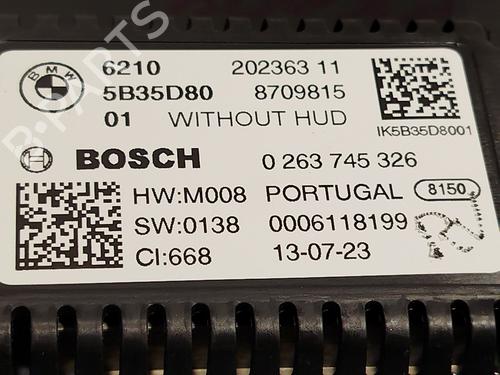 BMW
6210 202363 11
5B35D80 8709815
01 WITHOUT HUD
IK5B35D8001
BOSCH 0 263 745 326
HW:M008 PORTUGAL 8150
SW:0138 0006118199
CI:668 13-07-23
B-PARTS